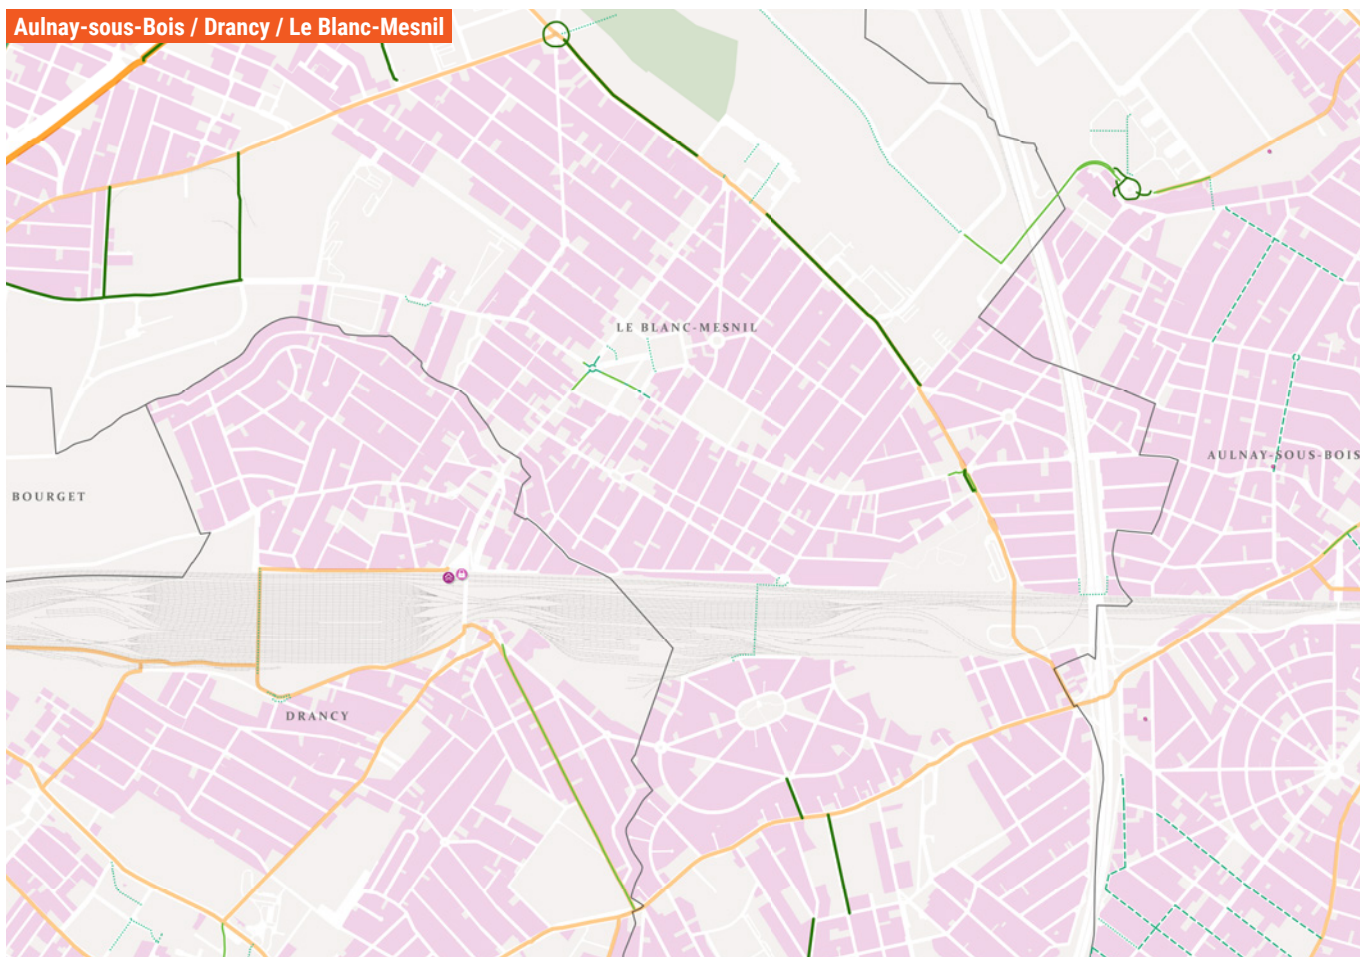 Aulnay-sous-Bois / Drancy / Le Blanc-Mesnil
LE BLANC-MESNIL
AULNAY-SOUS-BOIS
BOURGET
DRANCY